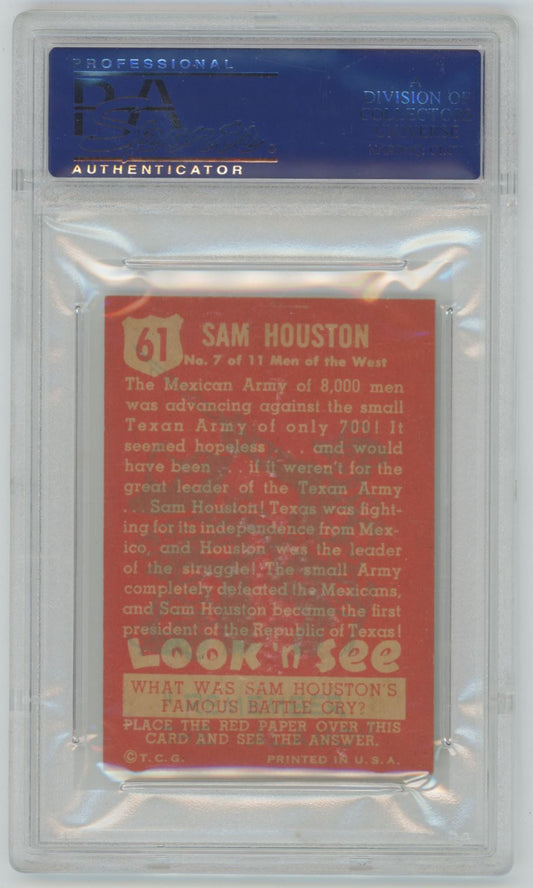 PROFESSIONAL
PSA
Sports
AUTHENTICATOR
A
DIVISION OF
COLLECTORS
UNIVERSE
61
SAM HOUSTON
No. 7 of 11 Men of the West
The Mexican Army of 8,000 men
was advancing against the small
Texan Army of only 700! It
seemed hopeless . . . and would
have been . . . if it weren't for the
great leader of the Texan Army
. . . Sam Houston! Texas was fight-
ing for its independence from Mex-
ico, and Houston was the leader
of the struggle! The small Army
completely defeated the Mexicans,
and Sam Houston became the first
president of the Republic of Texas!
LOOK 'n SEE
WHAT WAS SAM HOUSTON'S
FAMOUS BATTLE CRY?
PLACE THE RED PAPER OVER THIS
CARD AND SEE THE ANSWER.
© T. C. G. PRINTED IN U. S. A.